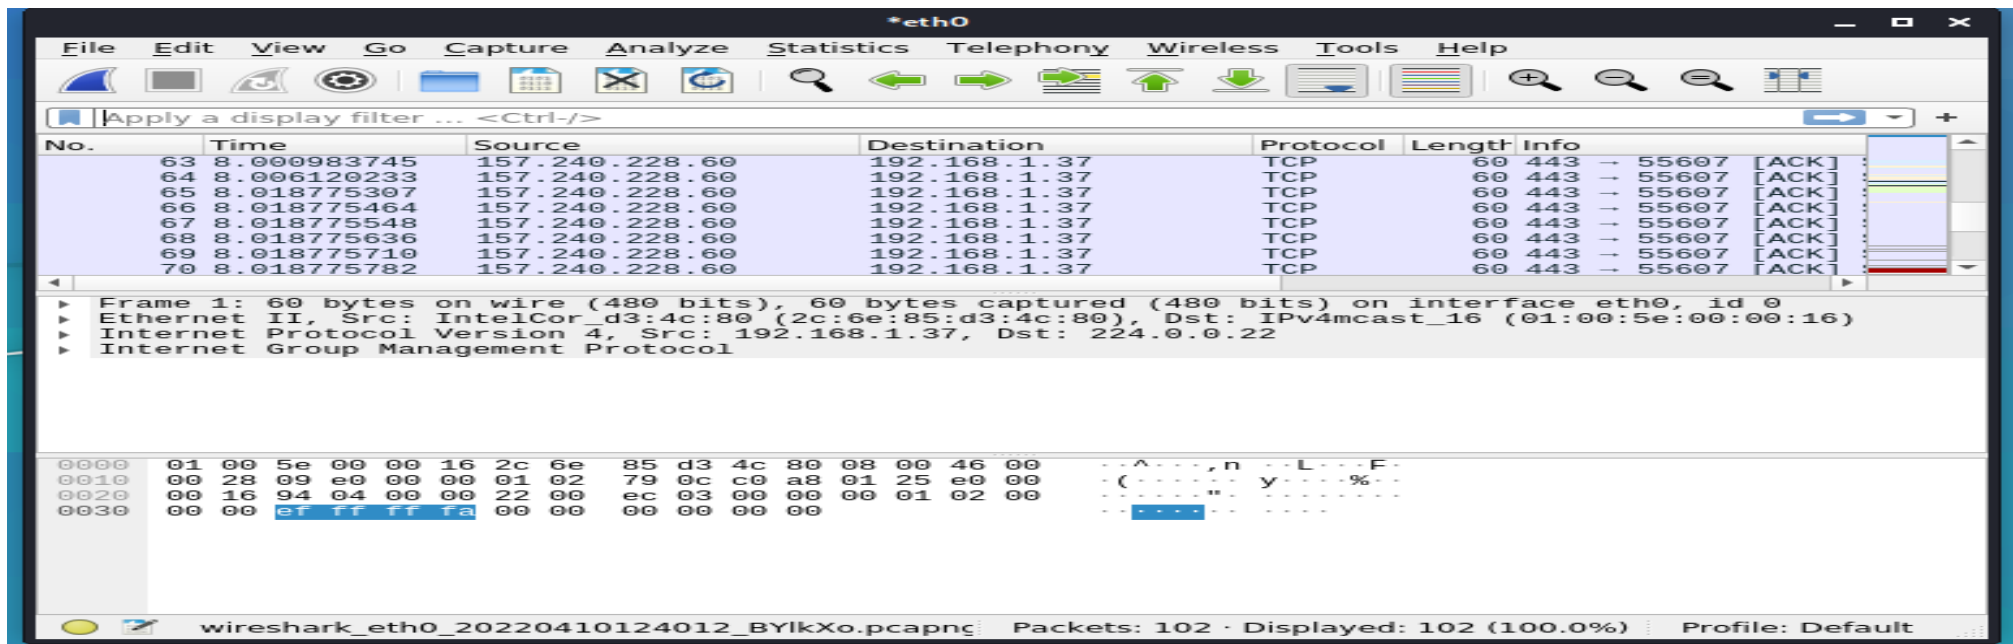 *eth0
File Edit View Go Capture Analyze Statistics Telephony Wireless Tools Help
Apply a display filter ... <Ctrl-/>
No. Time Source Destination Protocol Length Info
63 8.000983745 157.240.228.60 192.168.1.37 TCP 60 443 → 55607 [ACK]
64 8.006120233 157.240.228.60 192.168.1.37 TCP 60 443 → 55607 [ACK]
65 8.018775307 157.240.228.60 192.168.1.37 TCP 60 443 → 55607 [ACK]
66 8.018775464 157.240.228.60 192.168.1.37 TCP 60 443 → 55607 [ACK]
67 8.018775548 157.240.228.60 192.168.1.37 TCP 60 443 → 55607 [ACK]
68 8.018775636 157.240.228.60 192.168.1.37 TCP 60 443 → 55607 [ACK]
69 8.018775710 157.240.228.60 192.168.1.37 TCP 60 443 → 55607 [ACK]
70 8.018775782 157.240.228.60 192.168.1.37 TCP 60 443 → 55607 [ACK]
Frame 1: 60 bytes on wire (480 bits), 60 bytes captured (480 bits) on interface eth0, id 0
Ethernet II, Src: IntelCor_d3:4c:80 (2c:6e:85:d3:4c:80), Dst: IPv4mcast_16 (01:00:5e:00:00:16)
Internet Protocol Version 4, Src: 192.168.1.37, Dst: 224.0.0.22
Internet Group Management Protocol
0000 01 00 5e 00 00 16 2c 6e 85 d3 4c 80 08 00 46 00 ··^···,n ··L···F·
0010 00 28 09 e0 00 00 01 02 79 0c c0 a8 01 25 e0 00 ·(······ y····%··
0020 00 16 94 04 00 00 22 00 ec 03 00 00 00 01 02 00 ······"· ········
0030 00 00 ef ff ff fa 00 00 00 00 00 00 ········ ····
wireshark_eth0_20220410124012_BYlkXo.pcapng Packets: 102 · Displayed: 102 (100.0%) Profile: Default